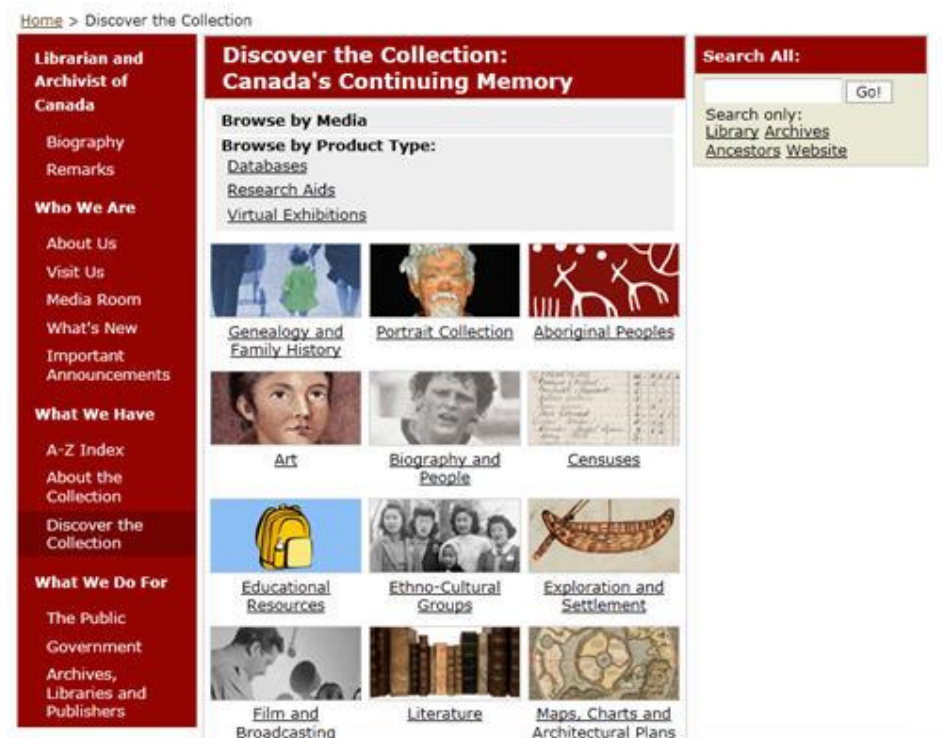 Home > Discover the Collection
Librarian and
Archivist of
Canada
Biography
Remarks
Who We Are
About Us
Visit Us
Media Room
What's New
Important
Announcements
What We Have
A-Z Index
About the
Collection
Discover the
Collection
What We Do For
The Public
Government
Archives,
Libraries and
Publishers
Discover the Collection:
Canada's Continuing Memory
Browse by Media
Browse by Product Type:
Databases
Research Aids
Virtual Exhibitions
Genealogy and
Family History
Portrait Collection
Aboriginal Peoples
Art
Biography and
People
Censuses
Educational
Resources
Ethno-Cultural
Groups
Exploration and
Settlement
Film and
Broadcasting
Literature
Maps, Charts and
Architectural Plans
Search All:
Go!
Search only:
Library Archives
Ancestors Website